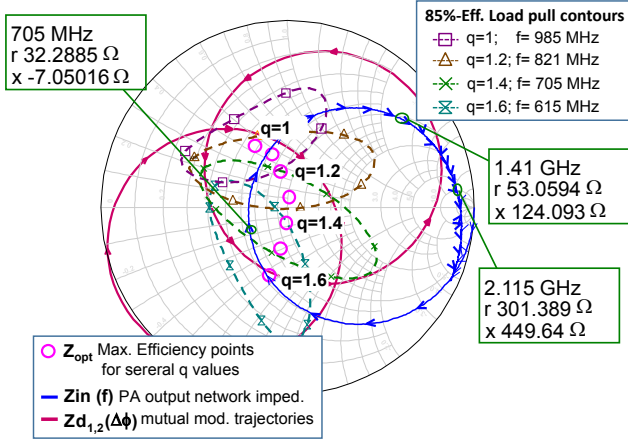 705 MHz
r 32.2885 Ω
x -7.05016 Ω
85%-Eff. Load pull contours
q=1; f= 985 MHz
q=1.2; f= 821 MHz
q=1.4; f= 705 MHz
q=1.6; f= 615 MHz
q=1
q=1.2
q=1.4
q=1.6
1.41 GHz
r 53.0594 Ω
x 124.093 Ω
2.115 GHz
r 301.389 Ω
x 449.64 Ω
Zopt Max. Efficiency points
for sereral q values
Zin (f) PA output network imped.
Zd1,2(Δϕ) mutual mod. trajectories